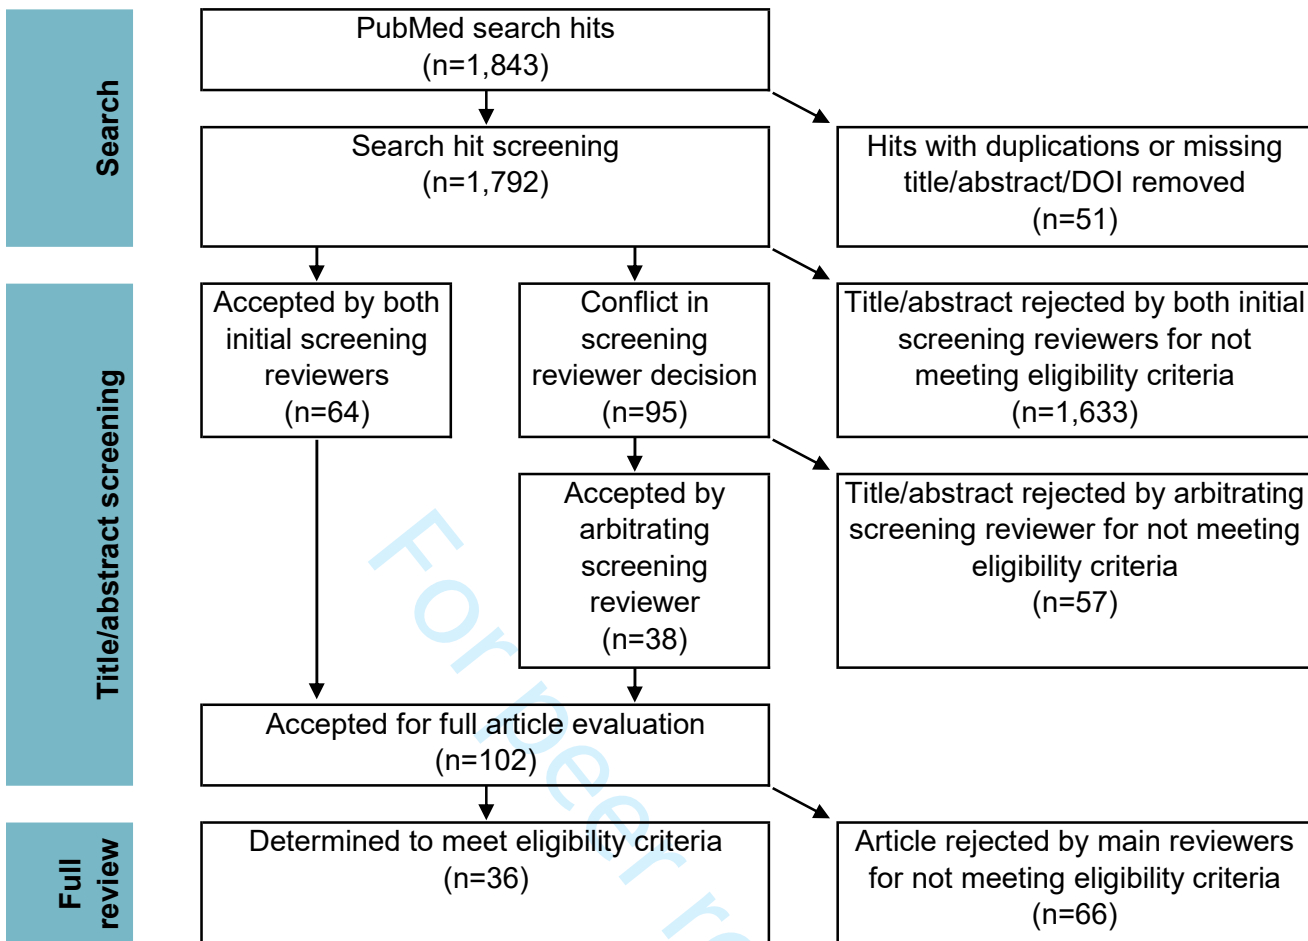 Search
PubMed search hits
(n=1,843)
Search hit screening
(n=1,792)
Hits with duplications or missing
title/abstract/DOI removed
(n=51)
Title/abstract screening
Accepted by both
initial screening
reviewers
(n=64)
Conflict in
screening
reviewer decision
(n=95)
Title/abstract rejected by both initial
screening reviewers for not
meeting eligibility criteria
(n=1,633)
Accepted by
arbitrating
screening
reviewer
(n=38)
Title/abstract rejected by arbitrating
screening reviewer for not meeting
eligibility criteria
(n=57)
Accepted for full article evaluation
(n=102)
Full
review
Determined to meet eligibility criteria
(n=36)
Article rejected by main reviewers
for not meeting eligibility criteria
(n=66)
For peer